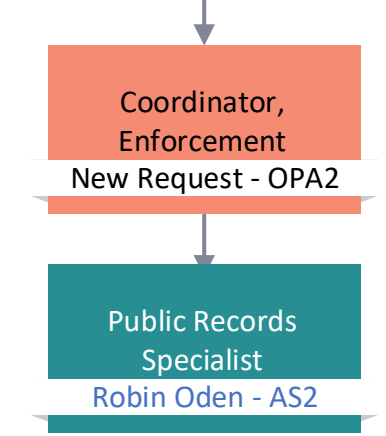 Coordinator,
Enforcement
New Request - OPA2
Public Records
Specialist
Robin Oden - AS2